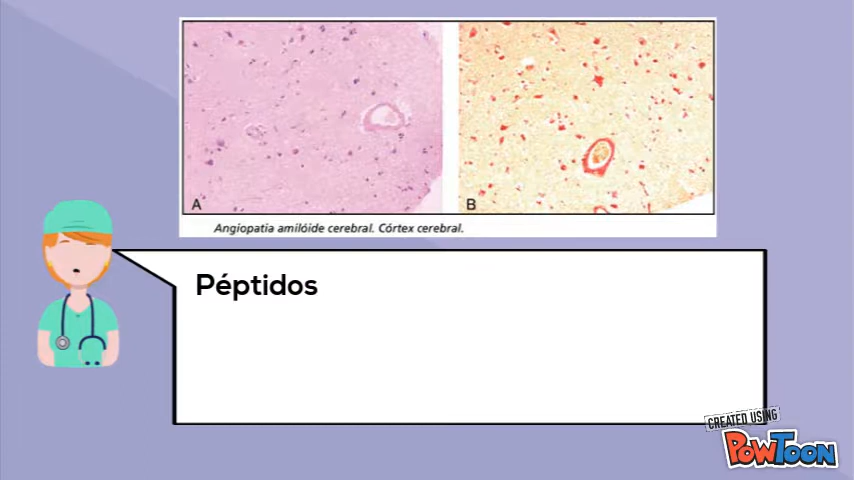 A
B
Angiopatia amilóide cerebral. Córtex cerebral.
Péptidos
CREATED USING
POWTOON